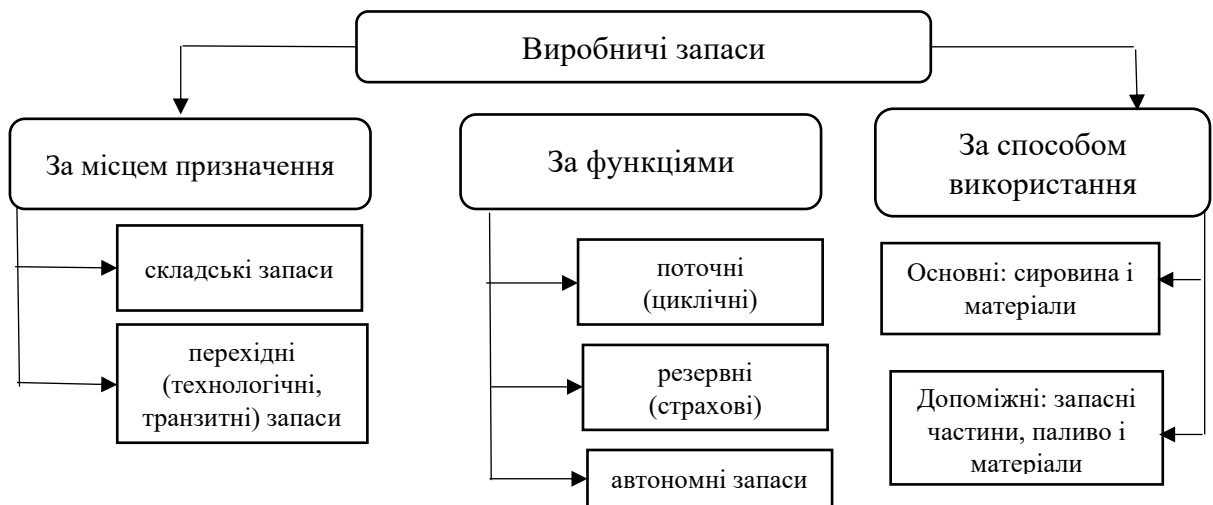 Виробничі запаси
За місцем призначення
складські запаси
перехідні
(технологічні,
транзитні) запаси
За функціями
поточні
(циклічні)
резервні
(страхові)
автономні запаси
За способом
використання
Основні: сировина і
матеріали
Допоміжні: запасні
частини, паливо і
матеріали